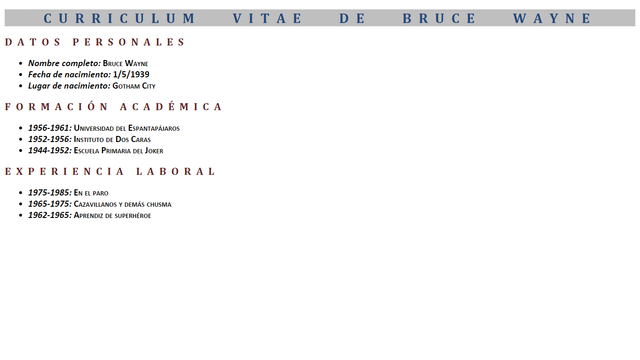 CURRICULUM VITAE DE BRUCE WAYNE
DATOS PERSONALES
• Nombre completo: Bruce Wayne
• Fecha de nacimiento: 1/5/1939
• Lugar de nacimiento: Gotham City
FORMACIÓN ACADÉMICA
• 1956-1961: Universidad del Espantapájaros
• 1952-1956: Instituto de Dos Caras
• 1944-1952: Escuela Primaria del Joker
EXPERIENCIA LABORAL
• 1975-1985: En el paro
• 1965-1975: Cazavillanos y demás chusma
• 1962-1965: Aprendiz de superhéroe